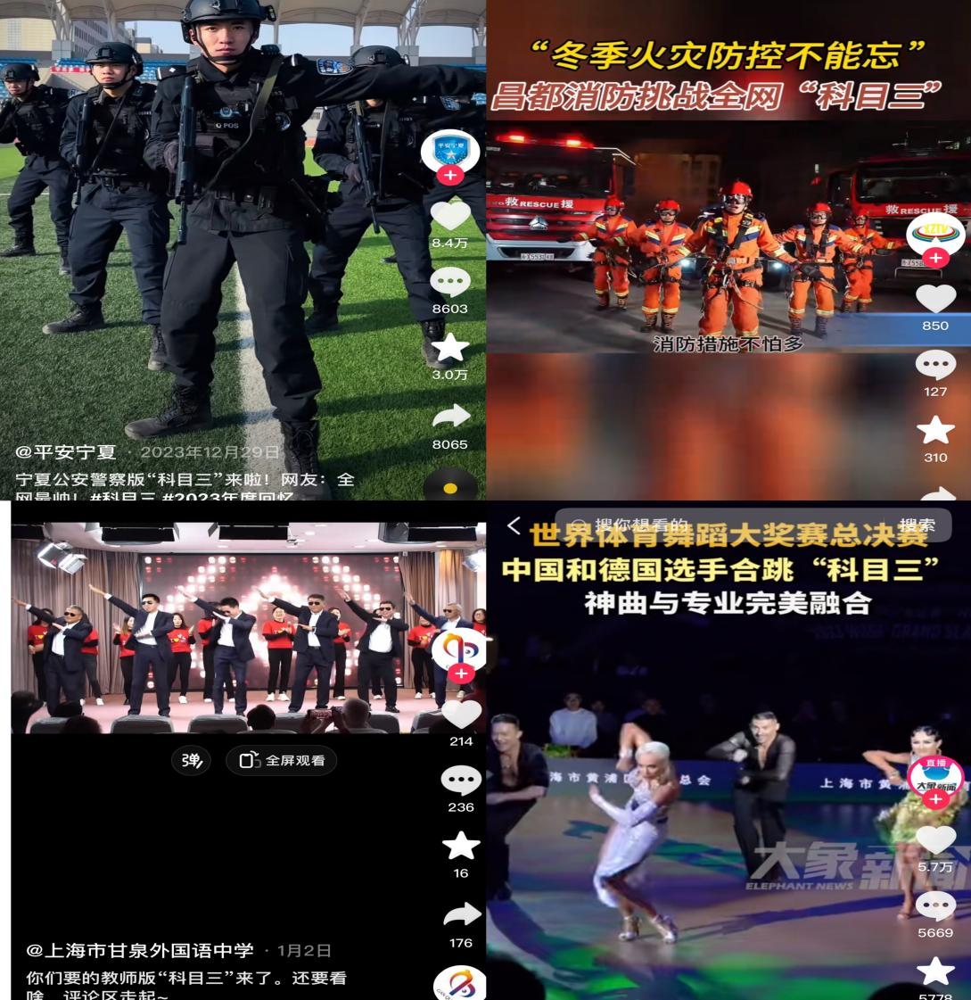 POS
平安宁夏
8.4万
8603
3.0万
8065
@平安宁夏 · 2023年12月29日
宁夏公安警察版“科目三”来啦！网友：全
网最帅！#科目三 #2023年度回忆
“冬季火灾防控不能忘”
昌都消防挑战全网“科目三”
救 RESCUE 援
救 RESCUE 援
XZTV
850
消防措施不怕多
127
310
214
弹
全屏观看
236
16
176
@上海市甘泉外国语中学 · 1月2日
你们要的教师版“科目三”来了。还要看
啥，评论区走起~
搜你想看的
搜索
世界体育舞蹈大奖赛总决赛
中国和德国选手合跳“科目三”
神曲与专业完美融合
海市黄浦
总会
上海市黄
直播
大象新闻
大象新闻
ELEPHANT NEWS
5.7万
5669
5778